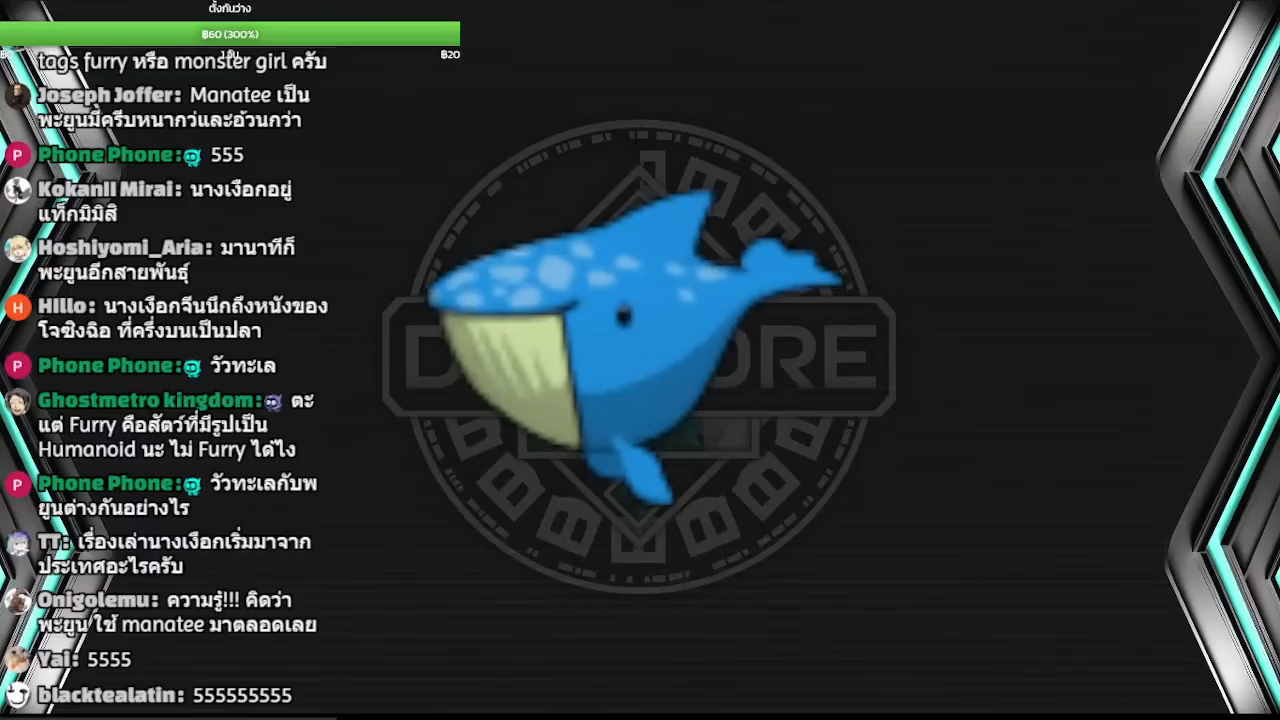 ตั้งกันว่าง
฿60 (300%)
฿20
tags furry หรือ monster girl ครับ
Joseph Joffer: Manatee เป็น
พะยูนมีครีบหนากว่และอ้วนกว่า
P Phone Phone: 555
KokanII Mirai: นางเงือกอยู่
แท็กมิมิสิ
Hoshiyomi_Aria: มานาทีก็
พะยูนอีกสายพันธุ์
H HIllo: นางเงือกจีนนึกถึงหนังของ
โจซิงฉือ ที่ครึ่งบนเป็นปลา
P Phone Phone: วัวทะเล
Ghostmetro kingdom: ตะ
แต่ Furry คือสัตว์ที่มีรูปเป็น
Humanoid นะ ไม่ Furry ได้ไง
P Phone Phone: วัวทะเลกับพ
ยูนต่างกันอย่างไร
TT: เรื่องเล่านางเงือกเริ่มมาจาก
ประเทศอะไรครับ
Onigolemu: ความรู้!!! คิดว่า
พะยูน ใช้ manatee มาตลอดเลย
Yai: 5555
blacktealatin: 555555555